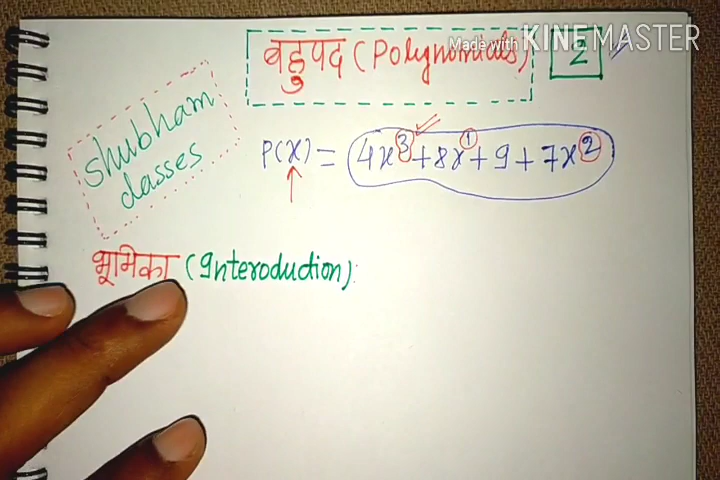 Made with KINEMASTER
बहुपद (Polynomials) 2
shubham
classes
P(x) = 4x³+8x¹+9+7x²
भूमिका (Interoduction):